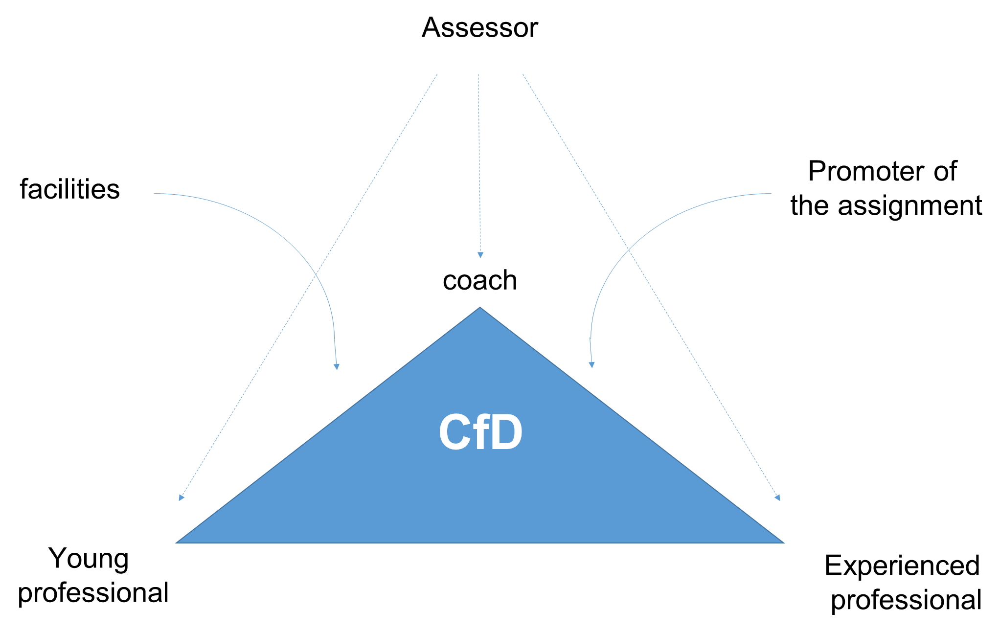 Assessor
facilities
Promoter of
the assignment
coach
CfD
Young
professional
Experienced
professional